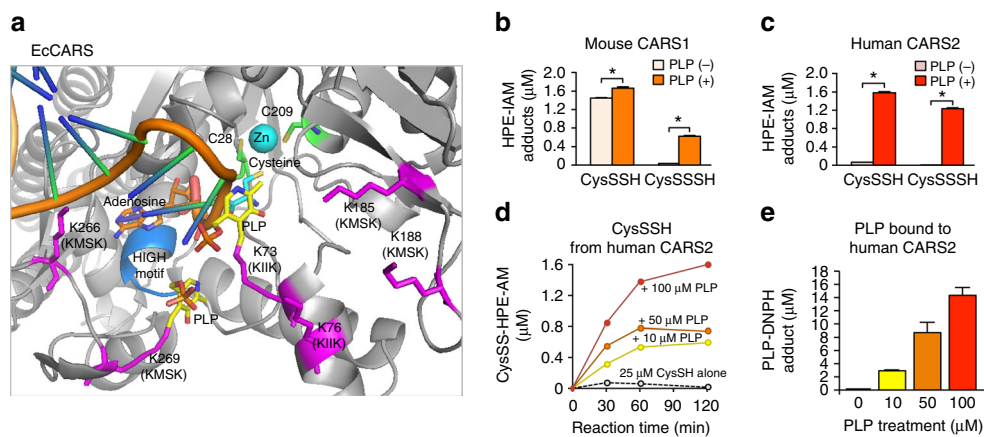 a
EcCARS
C209
C28
Zn
Cysteine
Adenosine
K185
(KMSK)
PLP
K266
(KMSK)
K188
(KMSK)
K73
(KIIK)
HIGH
motif
PLP
K76
(KIIK)
K269
(KMSK)
b
Mouse CARS1
PLP (−)
PLP (+)
HPE-IAM
adducts (μM)
2.0
1.6
1.2
0.8
0.4
0
*
*
CysSSH CysSSSH
c
Human CARS2
PLP (−)
PLP (+)
HPE-IAM
adducts (μM)
2.0
1.6
1.2
0.8
0.4
0
*
*
CysSSH CysSSSH
d
CysSSH
from human CARS2
CysSS-HPE-AM
(μM)
1.6
1.2
0.8
0.4
0
+ 100 μM PLP
+ 50 μM PLP
+ 10 μM PLP
25 μM CysSH alone
0 30 60 90 120
Reaction time (min)
e
PLP bound to
human CARS2
PLP-DNPH
adduct (μM)
18
16
14
12
10
8
6
4
2
0
0 10 50 100
PLP treatment (μM)